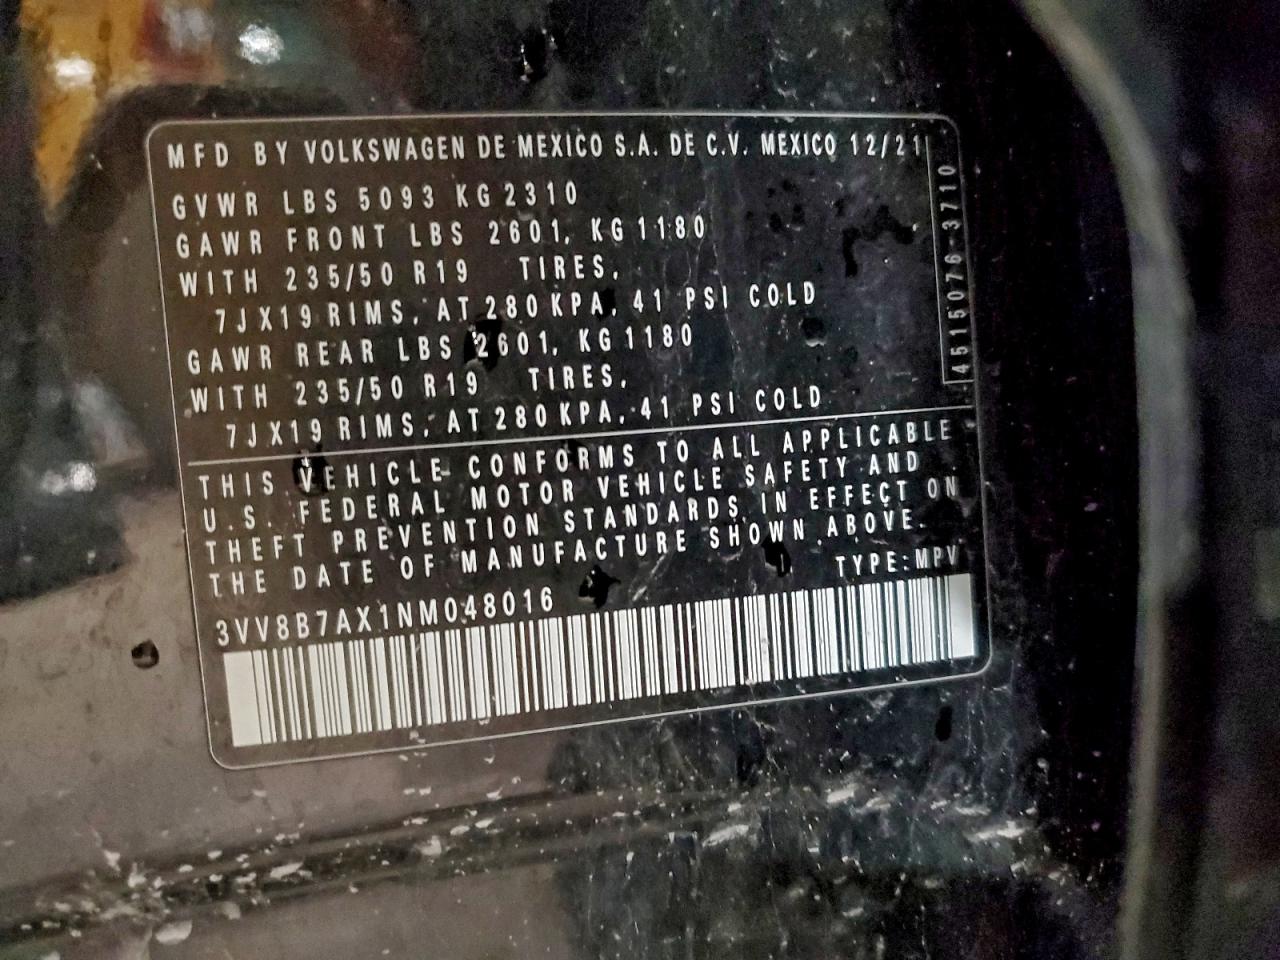 MFD BY VOLKSWAGEN DE MEXICO S.A. DE C.V. MEXICO 12/21
GVWR LBS 5093 KG 2310
GAWR FRONT LBS 2601, KG 1180
WITH 235/50 R19 TIRES,
7JX19 RIMS, AT 280 KPA, 41 PSI COLD
GAWR REAR LBS 2601, KG 1180
WITH 235/50 R19 TIRES,
7JX19 RIMS, AT 280 KPA, 41 PSI COLD
4515076-3710
THIS VEHICLE CONFORMS TO ALL APPLICABLE
U.S. FEDERAL MOTOR VEHICLE SAFETY AND
THEFT PREVENTION STANDARDS IN EFFECT ON
THE DATE OF MANUFACTURE SHOWN ABOVE.
TYPE:MPV
3VV8B7AX1NM048016